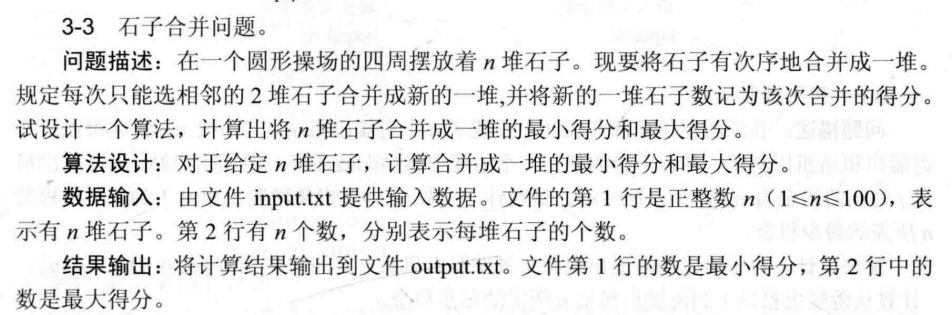 3-3 石子合并问题。
问题描述：在一个圆形操场的四周摆放着 n 堆石子。现要将石子有次序地合并成一堆。
规定每次只能选相邻的 2 堆石子合并成新的一堆,并将新的一堆石子数记为该次合并的得分。
试设计一个算法，计算出将 n 堆石子合并成一堆的最小得分和最大得分。
算法设计：对于给定 n 堆石子，计算合并成一堆的最小得分和最大得分。
数据输入：由文件 input.txt 提供输入数据。文件的第 1 行是正整数 n（1≤n≤100），表
示有 n 堆石子。第 2 行有 n 个数，分别表示每堆石子的个数。
结果输出：将计算结果输出到文件 output.txt。文件第 1 行的数是最小得分；第 2 行中的
数是最大得分。